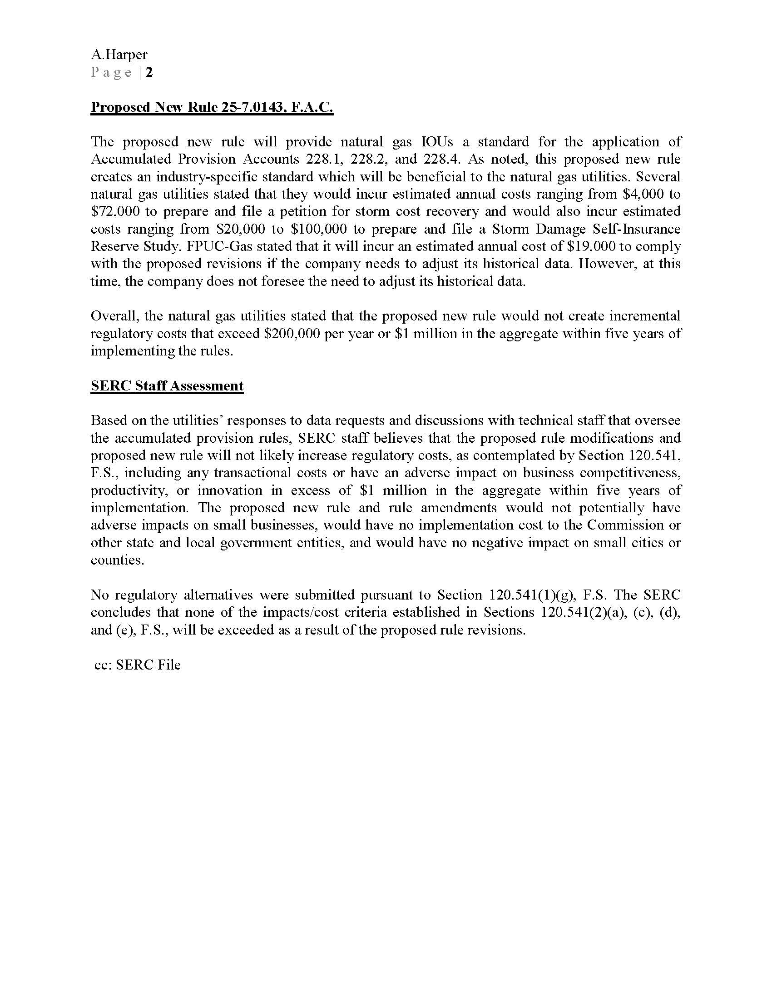 A.Harper
P a g e | 2
Proposed New Rule 25-7.0143, F.A.C.
The proposed new rule will provide natural gas IOUs a standard for the application of
Accumulated Provision Accounts 228.1, 228.2, and 228.4. As noted, this proposed new rule
creates an industry-specific standard which will be beneficial to the natural gas utilities. Several
natural gas utilities stated that they would incur estimated annual costs ranging from $4,000 to
$72,000 to prepare and file a petition for storm cost recovery and would also incur estimated
costs ranging from $20,000 to $100,000 to prepare and file a Storm Damage Self-Insurance
Reserve Study. FPUC-Gas stated that it will incur an estimated annual cost of $19,000 to comply
with the proposed revisions if the company needs to adjust its historical data. However, at this
time, the company does not foresee the need to adjust its historical data.
Overall, the natural gas utilities stated that the proposed new rule would not create incremental
regulatory costs that exceed $200,000 per year or $1 million in the aggregate within five years of
implementing the rules.
SERC Staff Assessment
Based on the utilities’ responses to data requests and discussions with technical staff that oversee
the accumulated provision rules, SERC staff believes that the proposed rule modifications and
proposed new rule will not likely increase regulatory costs, as contemplated by Section 120.541,
F.S., including any transactional costs or have an adverse impact on business competitiveness,
productivity, or innovation in excess of $1 million in the aggregate within five years of
implementation. The proposed new rule and rule amendments would not potentially have
adverse impacts on small businesses, would have no implementation cost to the Commission or
other state and local government entities, and would have no negative impact on small cities or
counties.
No regulatory alternatives were submitted pursuant to Section 120.541(1)(g), F.S. The SERC
concludes that none of the impacts/cost criteria established in Sections 120.541(2)(a), (c), (d),
and (e), F.S., will be exceeded as a result of the proposed rule revisions.
cc: SERC File